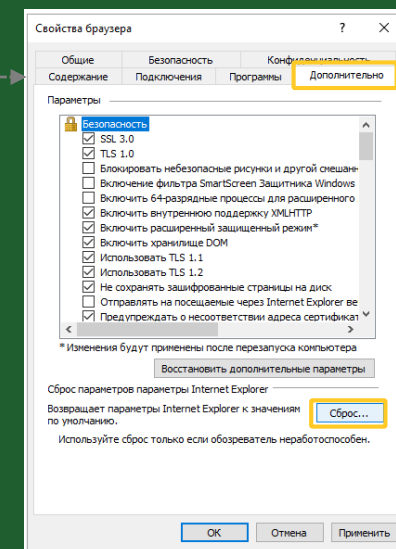 Свойства браузера ? ×
Общие Безопасность Конфиденциальность
Содержание Подключения Программы Дополнительно
Параметры
Безопасность
SSL 3.0
TLS 1.0
Блокировать небезопасные рисунки и другой смешанн
Включение фильтра SmartScreen Защитника Windows
Включить 64-разрядные процессы для расширенного
Включить внутреннюю поддержку XMLHTTP
Включить расширенный защищенный режим*
Включить хранилище DOM
Использовать TLS 1.1
Использовать TLS 1.2
Не сохранять зашифрованные страницы на диск
Отправлять на посещаемые через Internet Explorer ве
Предупреждать о несоответствии адреса сертификат
* Изменения будут применены после перезапуска компьютера
Восстановить дополнительные параметры
Сброс параметров параметры Internet Explorer
Возвращает параметры Internet Explorer к значениям
по умолчанию.
Сброс...
Используйте сброс только если обозреватель неработоспособен.
ОК Отмена Применить